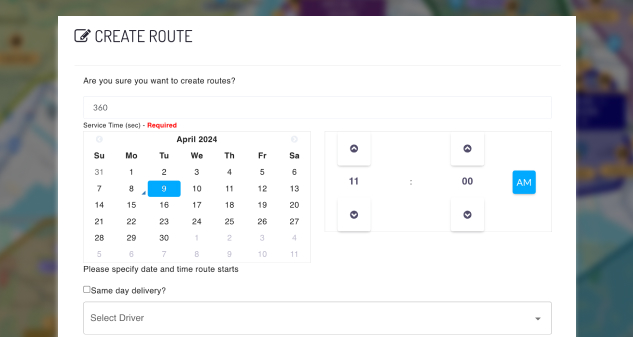 CREATE ROUTE
Are you sure you want to create routes?
360
Service Time (sec) - Required
April 2024
Su Mo Tu We Th Fr Sa
31 1 2 3 4 5 6
7 8 9 10 11 12 13
14 15 16 17 18 19 20
21 22 23 24 25 26 27
28 29 30 1 2 3 4
5 6 7 8 9 10 11
11 : 00 AM
Please specify date and time route starts
Same day delivery?
Select Driver